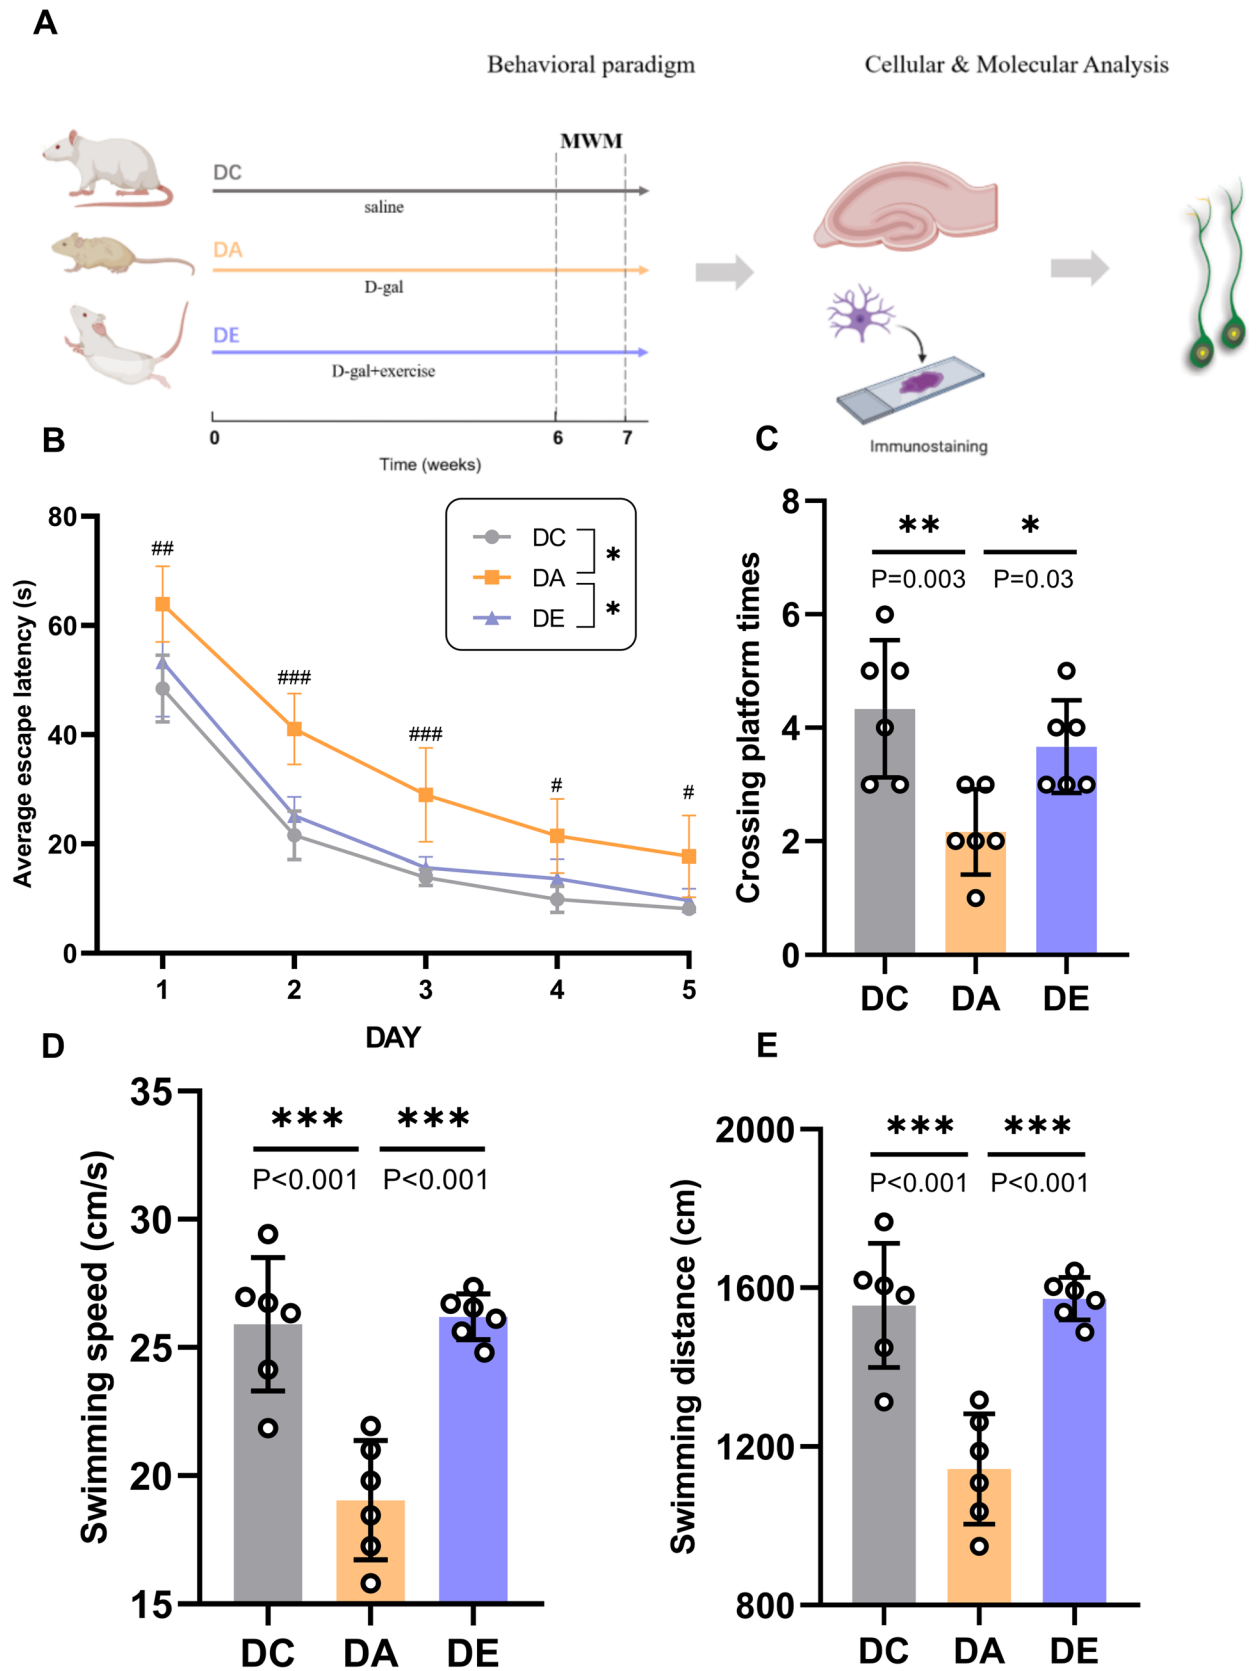 A
Behavioral paradigm
Cellular & Molecular Analysis
MWM
DC
saline
DA
D-gal
DE
D-gal+exercise
0 6 7
Time (weeks)
Immunostaining
B
Average escape latency (s)
80
60
40
20
0
##
###
###
#
#
DC
DA
DE
*
*
1 2 3 4 5
DAY
C
Crossing platform times
8
6
4
2
0
** *
P=0.003 P=0.03
DC DA DE
D
Swimming speed (cm/s)
35
30
25
20
15
*** ***
P<0.001 P<0.001
DC DA DE
E
Swimming distance (cm)
2000
1600
1200
800
*** ***
P<0.001 P<0.001
DC DA DE